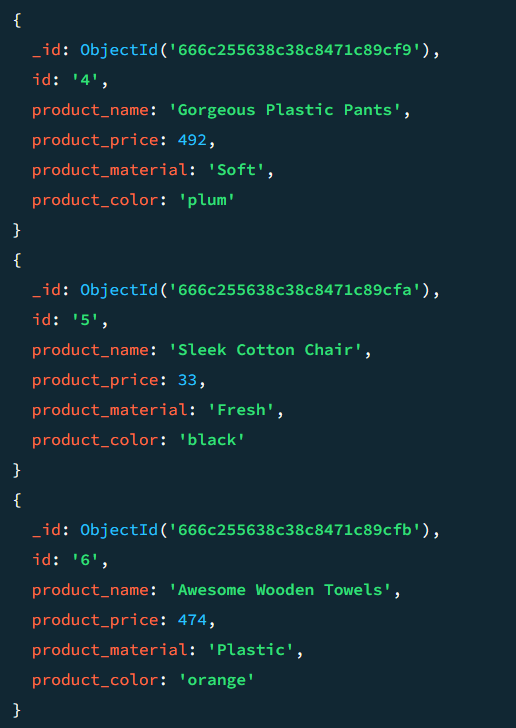 {
_id: ObjectId('666c255638c38c8471c89cf9'),
id: '4',
product_name: 'Gorgeous Plastic Pants',
product_price: 492,
product_material: 'Soft',
product_color: 'plum'
}
{
_id: ObjectId('666c255638c38c8471c89cfa'),
id: '5',
product_name: 'Sleek Cotton Chair',
product_price: 33,
product_material: 'Fresh',
product_color: 'black'
}
{
_id: ObjectId('666c255638c38c8471c89cfb'),
id: '6',
product_name: 'Awesome Wooden Towels',
product_price: 474,
product_material: 'Plastic',
product_color: 'orange'
}